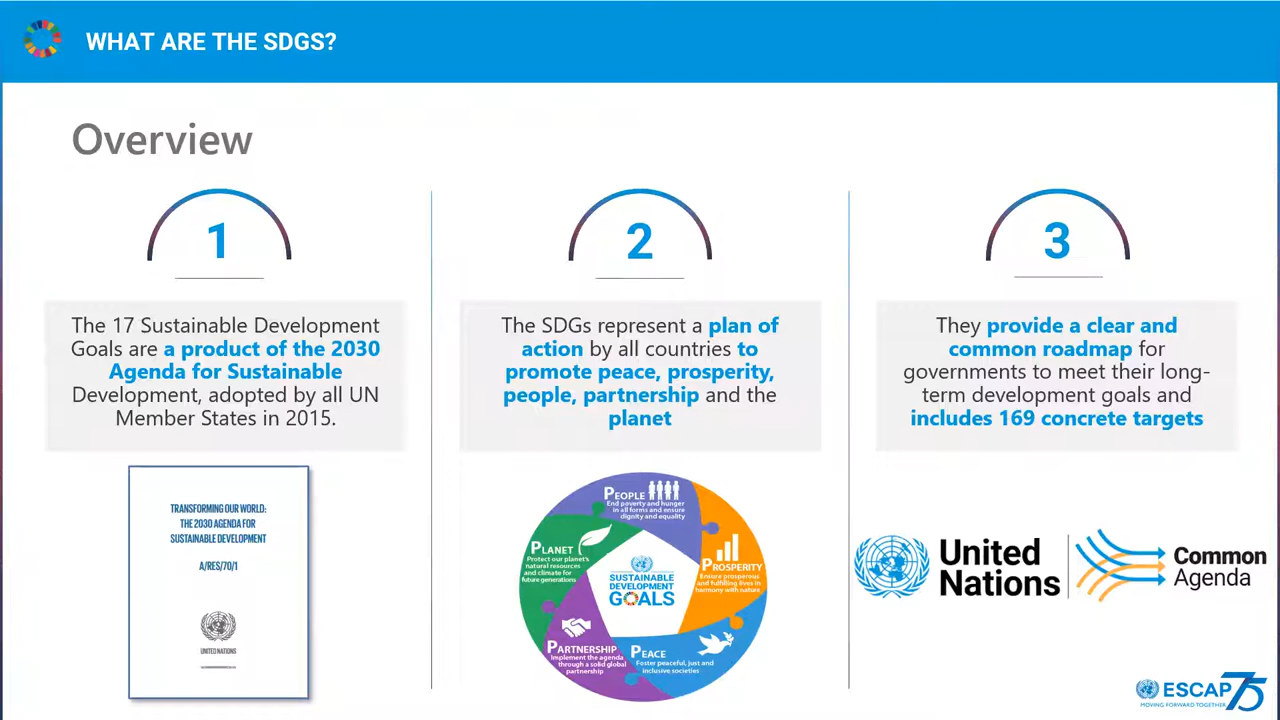 WHAT ARE THE SDGS?
Overview
1
The 17 Sustainable Development
Goals are a product of the 2030
Agenda for Sustainable
Development, adopted by all UN
Member States in 2015.
TRANSFORMING OUR WORLD:
THE 2030 AGENDA FOR
SUSTAINABLE DEVELOPMENT
A/RES/70/1
UNITED NATIONS
2
The SDGs represent a plan of
action by all countries to
promote peace, prosperity,
people, partnership and the
planet
PEOPLE
End poverty and hunger
in all forms and ensure
dignity and equality
PLANET
Protect our planet's
natural resources
and climate for
future generations
PROSPERITY
Ensure prosperous
and fulfilling lives in
harmony with nature
SUSTAINABLE
DEVELOPMENT
GOALS
PARTNERSHIP
Implement the agenda
through a solid global
partnership
PEACE
Foster peaceful, just and
inclusive societies
3
They provide a clear and
common roadmap for
governments to meet their long-
term development goals and
includes 169 concrete targets
United
Nations
Common
Agenda
ESCAP 75
MOVING FORWARD TOGETHER